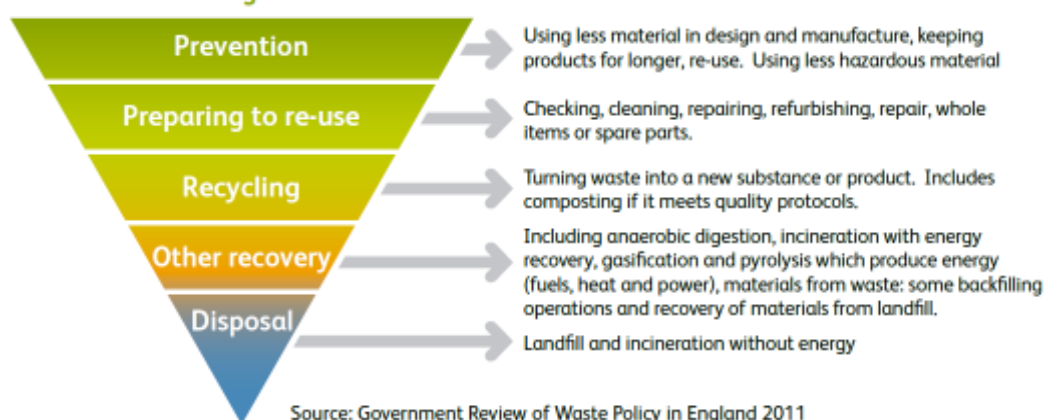 Prevention
Using less material in design and manufacture, keeping
products for longer, re-use. Using less hazardous material
Preparing to re-use
Checking, cleaning, repairing, refurbishing, repair, whole
items or spare parts.
Recycling
Turning waste into a new substance or product. Includes
composting if it meets quality protocols.
Other recovery
Including anaerobic digestion, incineration with energy
recovery, gasification and pyrolysis which produce energy
(fuels, heat and power), materials from waste: some backfilling
operations and recovery of materials from landfill.
Disposal
Landfill and incineration without energy
Source: Government Review of Waste Policy in England 2011